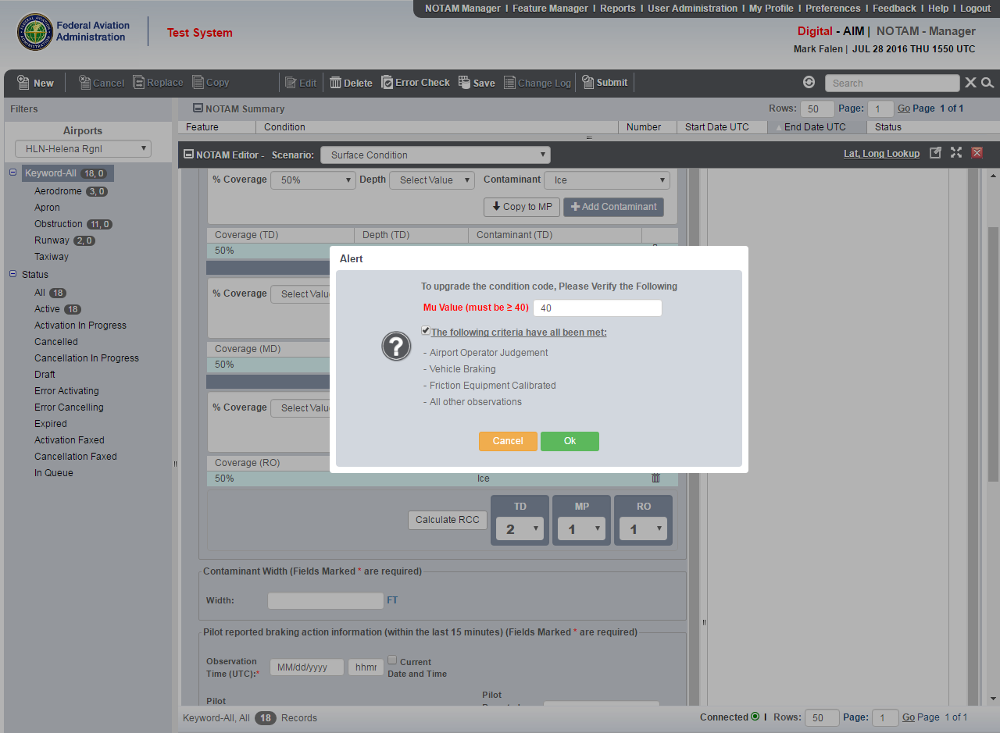 NOTAM Manager I Feature Manager I Reports I User Administration I My Profile I Preferences I Feedback I Help I Logout
Federal Aviation
Administration
Test System
Digital - AIM | NOTAM - Manager
Mark Falen | JUL 28 2016 THU 1550 UTC
New Cancel Replace Copy Edit Delete Error Check Save Change Log Submit Search
Filters
NOTAM Summary Rows: 50 Page: 1 Go Page 1 of 1
Airports
Feature Condition Number Start Date UTC End Date UTC Status
HLN-Helena Rgnl
NOTAM Editor - Scenario: Surface Condition Lat, Long Lookup
Keyword-All 18, 0
Aerodrome 3, 0
Apron
Obstruction 11, 0
Runway 2, 0
Taxiway
Status
All 18
Active 18
Activation In Progress
Cancelled
Cancellation In Progress
Draft
Error Activating
Error Cancelling
Expired
Activation Faxed
Cancellation Faxed
In Queue
% Coverage 50% Depth Select Value Contaminant Ice
Copy to MP Add Contaminant
Coverage (TD) Depth (TD) Contaminant (TD)
50%
% Coverage
Coverage (MD)
50%
% Coverage
Alert
To upgrade the condition code, Please Verify the Following
Mu Value (must be ≥ 40) 40
The following criteria have all been met:
- Airport Operator Judgement
- Vehicle Braking
- Friction Equipment Calibrated
- All other observations
Cancel Ok
Coverage (RO)
50% Ice
TD MP RO
Calculate RCC 2 1 1
Contaminant Width (Fields Marked * are required)
Width: FT
Pilot reported braking action information (within the last 15 minutes) (Fields Marked * are required)
Observation
Time (UTC):* MM/dd/yyyy Current
Date and Time
Pilot Pilot
Keyword-All, All 18 Records Connected I Rows: 50 Page: 1 Go Page 1 of 1